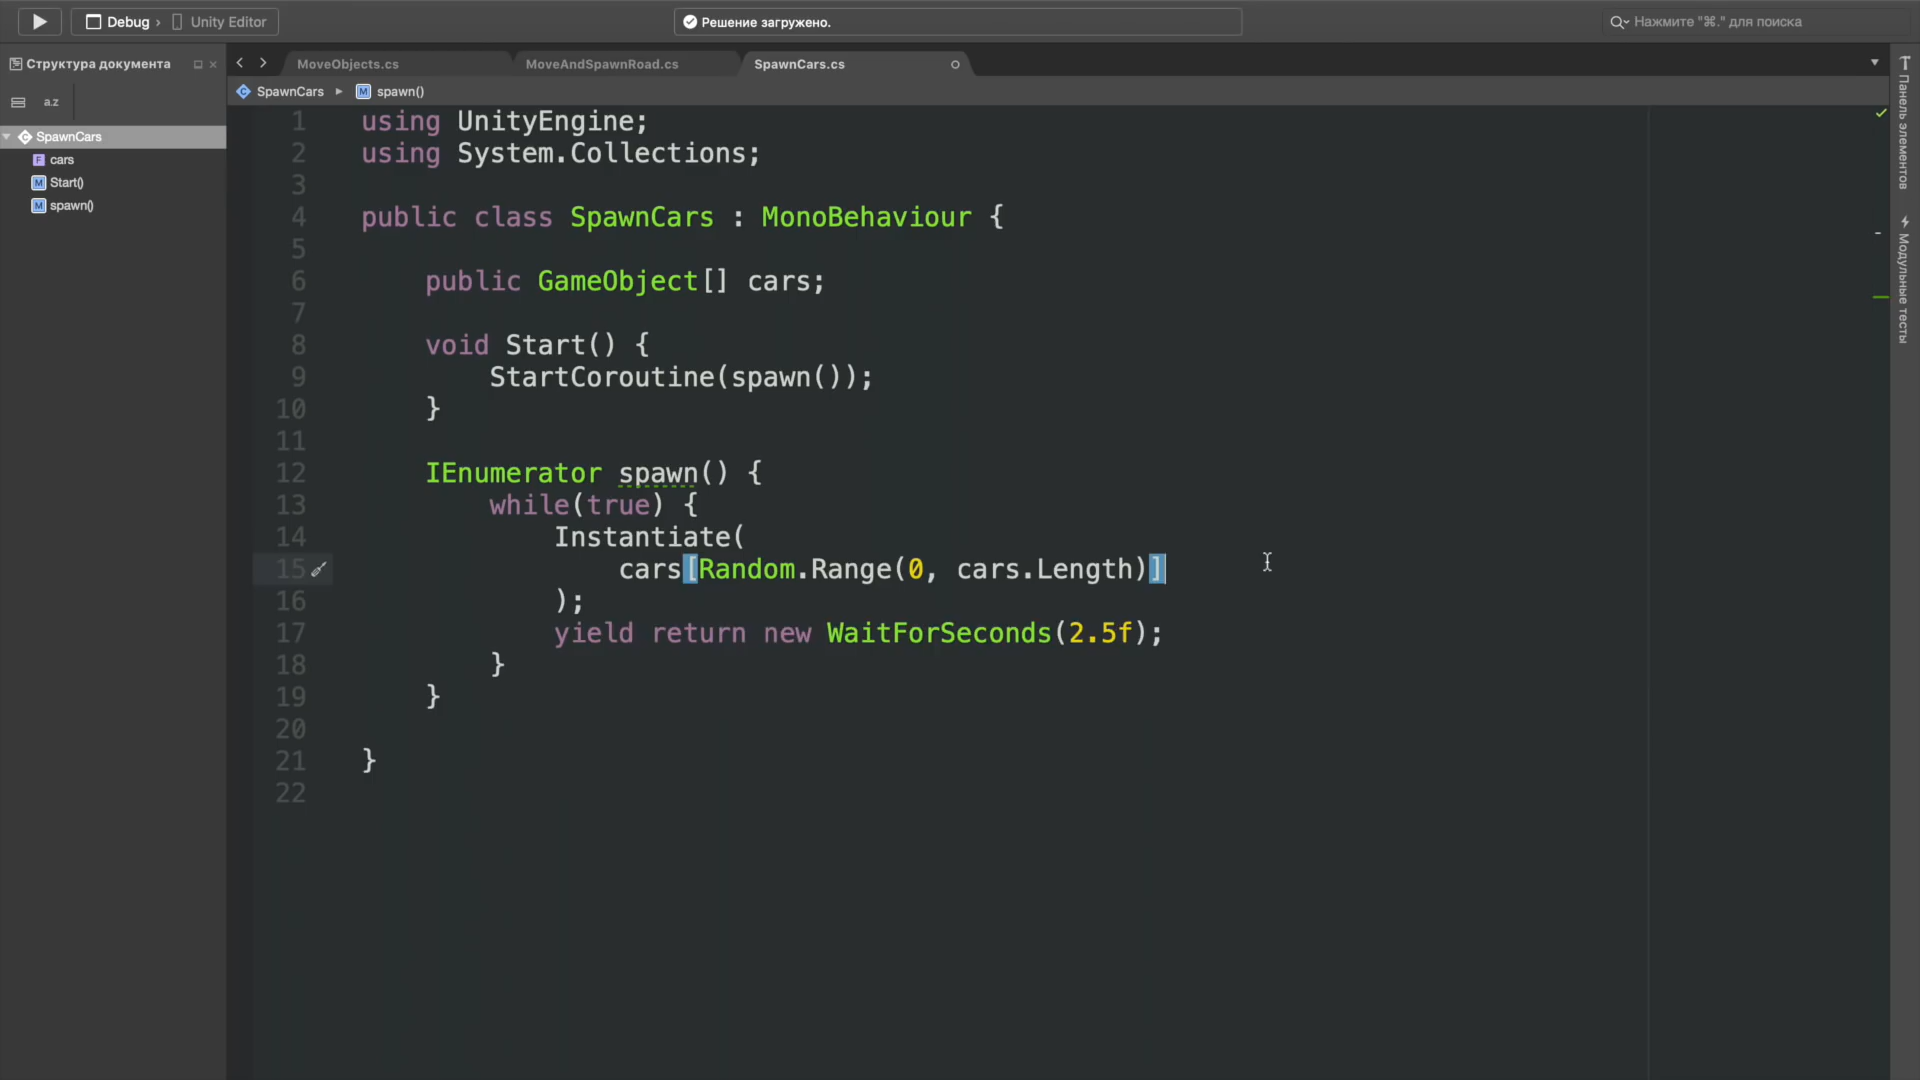 Debug › Unity Editor
Решение загружено.
Нажмите "⌘." для поиска
Структура документа
MoveObjects.cs
MoveAndSpawnRoad.cs
SpawnCars.cs
a.z
SpawnCars ▸ M spawn()
SpawnCars
F cars
M Start()
M spawn()
1 using UnityEngine;
2 using System.Collections;
3
4 public class SpawnCars : MonoBehaviour {
5
6 public GameObject[] cars;
7
8 void Start() {
9 StartCoroutine(spawn());
10 }
11
12 IEnumerator spawn() {
13 while(true) {
14 Instantiate(
15 cars[Random.Range(0, cars.Length)]
16 );
17 yield return new WaitForSeconds(2.5f);
18 }
19 }
20
21 }
22
Панель элементов
Модульные тесты